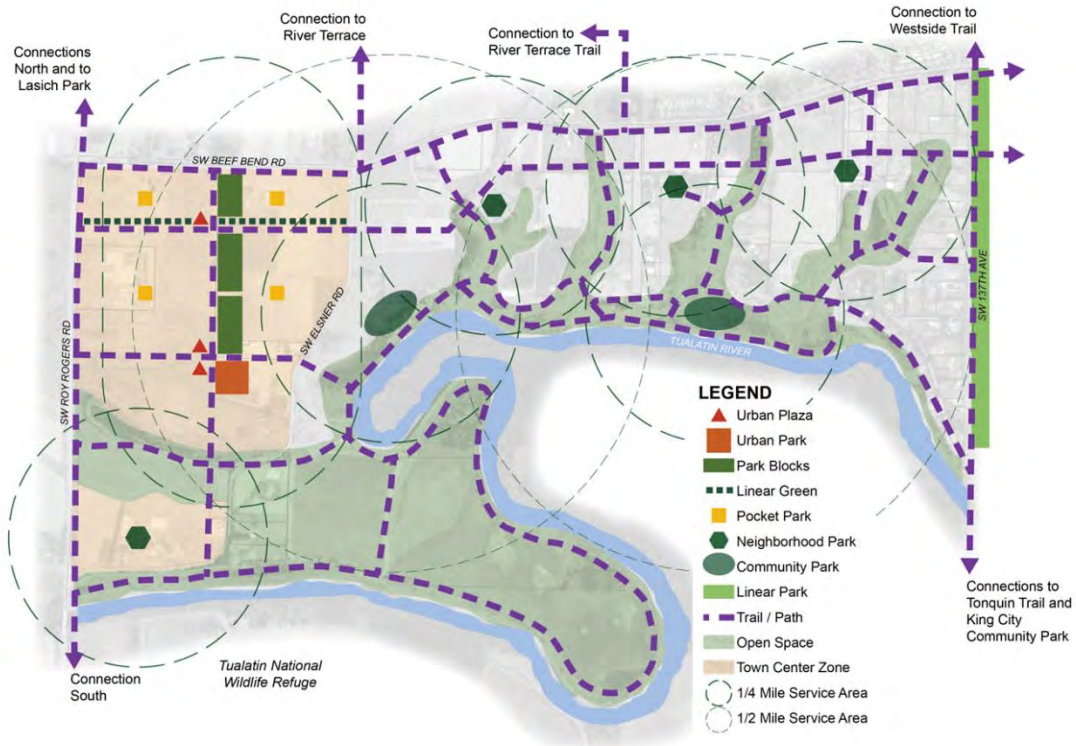 Connections
North and to
Lasich Park
Connection to
River Terrace
Connection to
River Terrace Trail
Connection to
Westside Trail
SW BEEF BEND RD
SW ROY ROGERS RD
SW ELSNER RD
SW 137TH AVE
TUALATIN RIVER
LEGEND
Urban Plaza
Urban Park
Park Blocks
Linear Green
Pocket Park
Neighborhood Park
Community Park
Linear Park
Trail / Path
Open Space
Town Center Zone
1/4 Mile Service Area
1/2 Mile Service Area
Connections to
Tonquin Trail and
King City
Community Park
Tualatin National
Wildlife Refuge
Connection
South